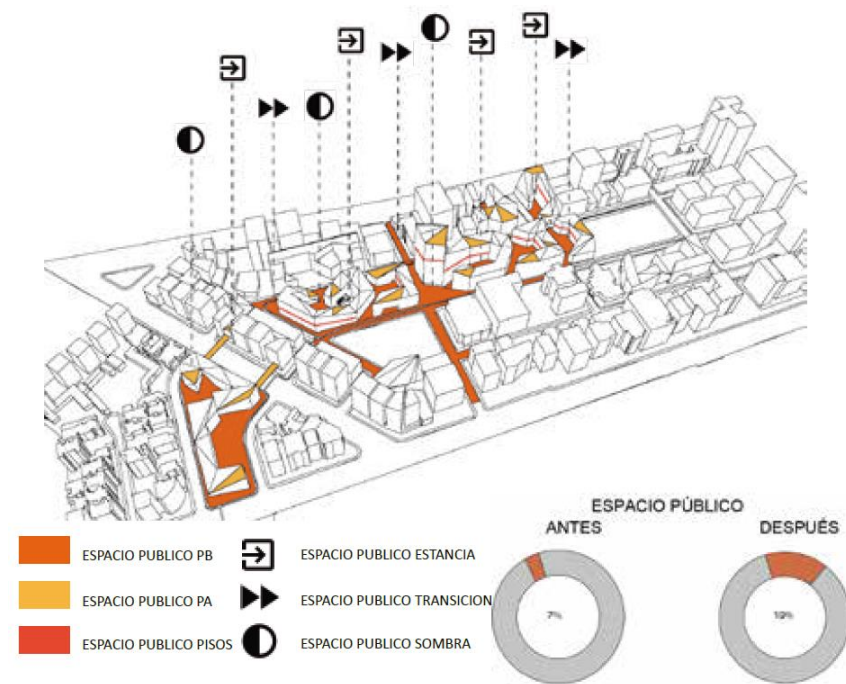 ESPACIO PÚBLICO
ANTES
DESPUÉS
7%
19%
ESPACIO PUBLICO PB
ESPACIO PUBLICO ESTANCIA
ESPACIO PUBLICO PA
ESPACIO PUBLICO TRANSICION
ESPACIO PUBLICO PISOS
ESPACIO PUBLICO SOMBRA